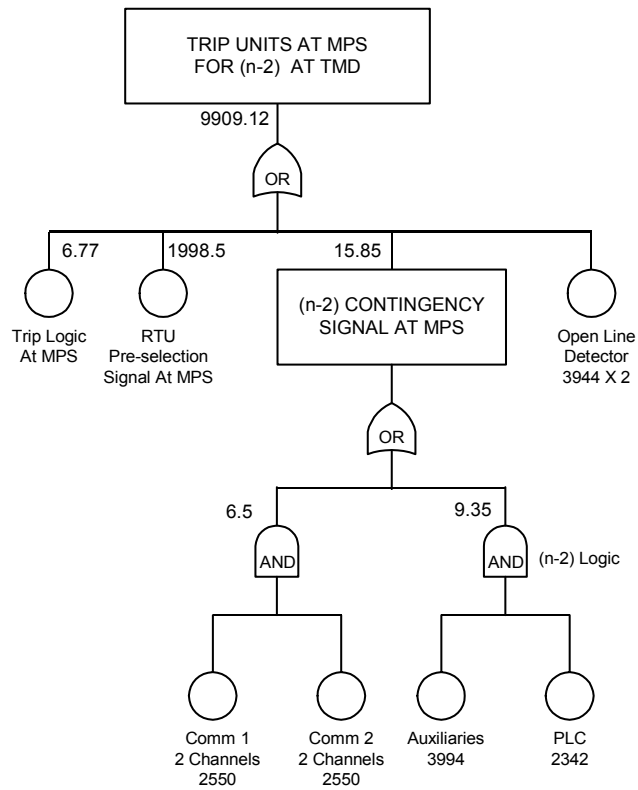 TRIP UNITS AT MPS
FOR (n-2) AT TMD
9909.12
OR
6.77
1998.5
15.85
Trip Logic
At MPS
RTU
Pre-selection
Signal At MPS
(n-2) CONTINGENCY
SIGNAL AT MPS
Open Line
Detector
3944 X 2
OR
6.5
9.35
AND
AND
(n-2) Logic
Comm 1
2 Channels
2550
Comm 2
2 Channels
2550
Auxiliaries
3994
PLC
2342